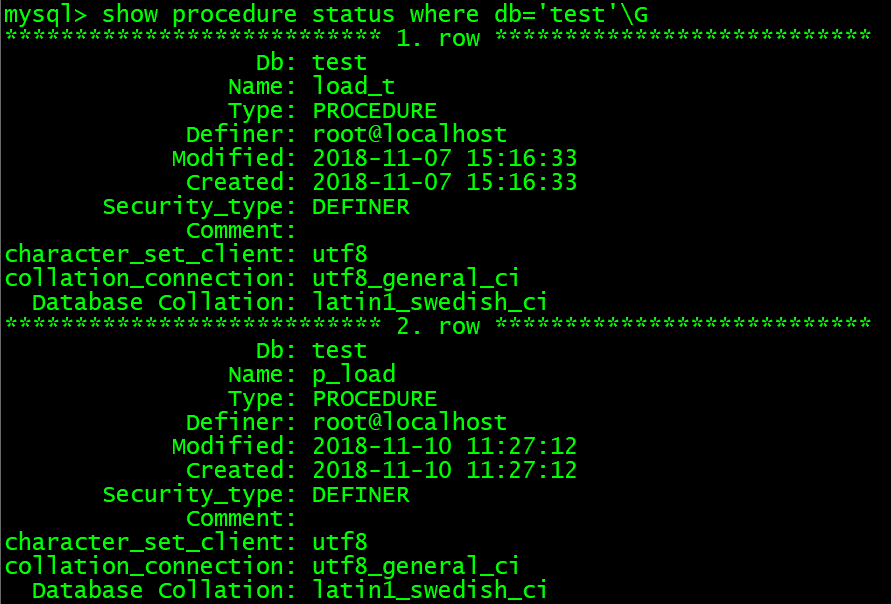 mysql> show procedure status where db='test'\G
*************************** 1. row ***************************
Db: test
Name: load_t
Type: PROCEDURE
Definer: root@localhost
Modified: 2018-11-07 15:16:33
Created: 2018-11-07 15:16:33
Security_type: DEFINER
Comment:
character_set_client: utf8
collation_connection: utf8_general_ci
Database Collation: latin1_swedish_ci
*************************** 2. row ***************************
Db: test
Name: p_load
Type: PROCEDURE
Definer: root@localhost
Modified: 2018-11-10 11:27:12
Created: 2018-11-10 11:27:12
Security_type: DEFINER
Comment:
character_set_client: utf8
collation_connection: utf8_general_ci
Database Collation: latin1_swedish_ci